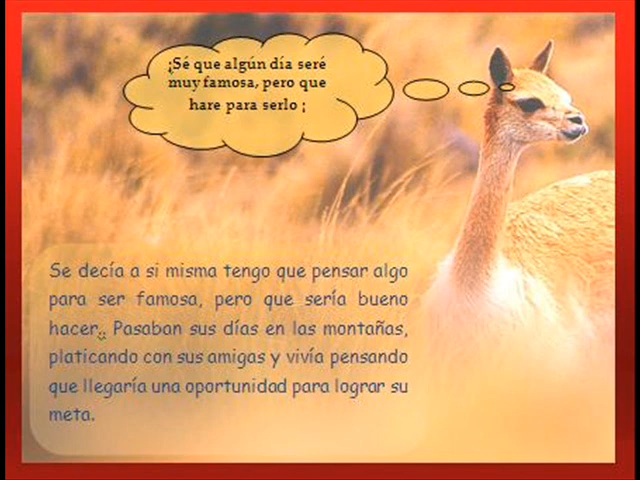 ¡Sé que algún día seré
muy famosa, pero que
hare para serlo ¡
Se decía a si misma tengo que pensar algo
para ser famosa, pero que sería bueno
hacer. Pasaban sus días en las montañas,
platicando con sus amigas y vivía pensando
que llegaría una oportunidad para lograr su
meta.